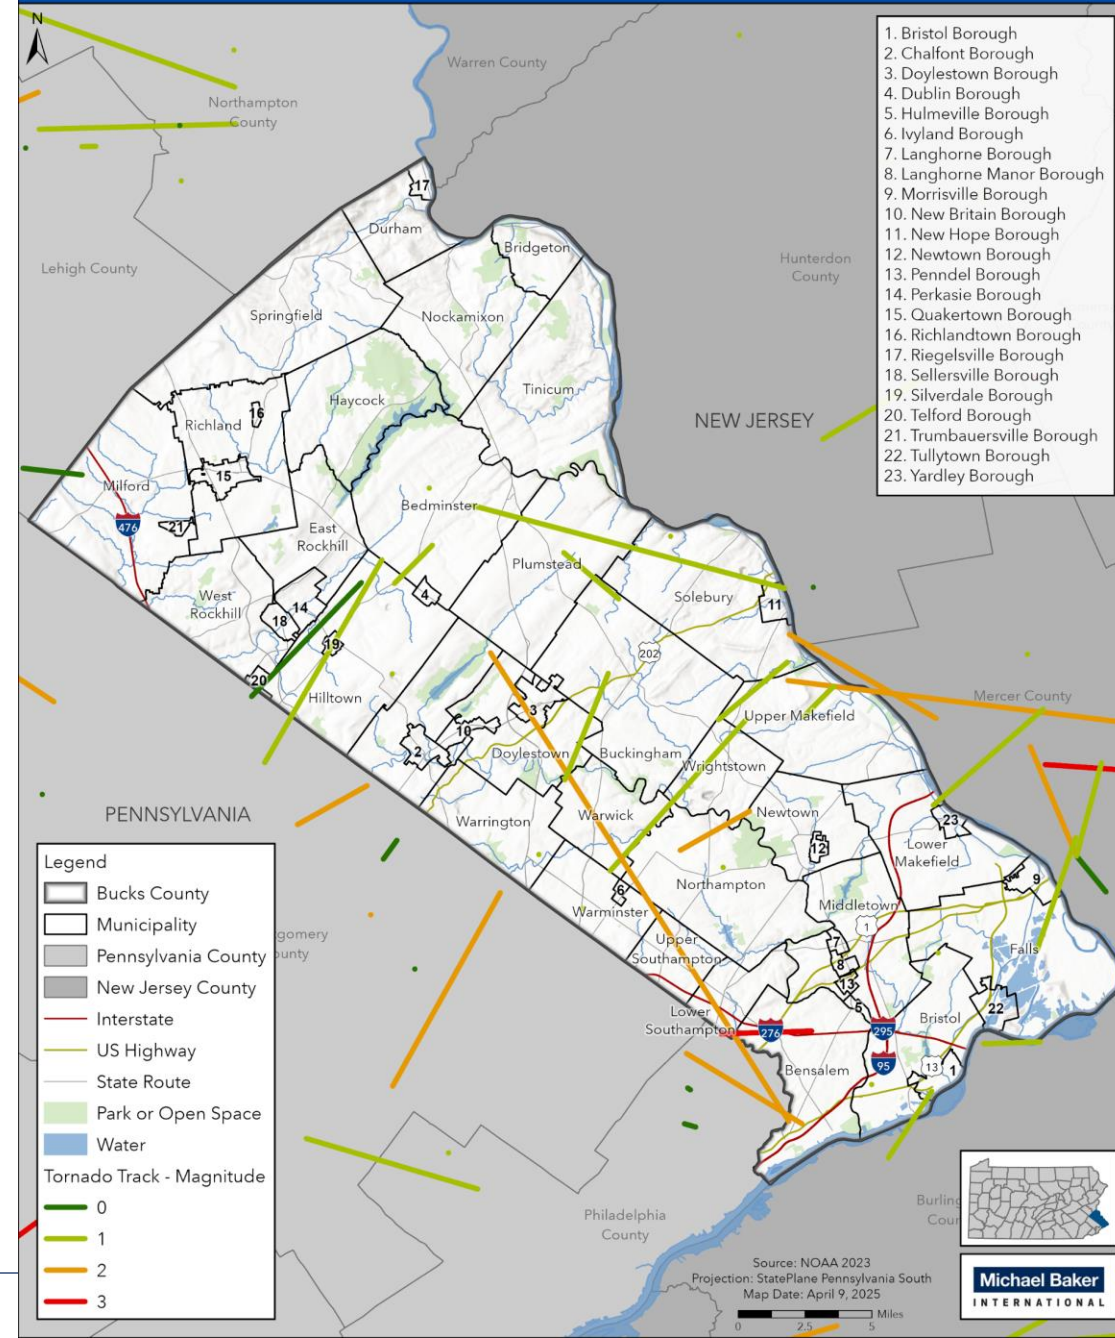 N
1. Bristol Borough
2. Chalfont Borough
3. Doylestown Borough
4. Dublin Borough
5. Hulmeville Borough
6. Ivyland Borough
7. Langhorne Borough
8. Langhorne Manor Borough
9. Morrisville Borough
10. New Britain Borough
11. New Hope Borough
12. Newtown Borough
13. Penndel Borough
14. Perkasie Borough
15. Quakertown Borough
16. Richlandtown Borough
17. Riegelsville Borough
18. Sellersville Borough
19. Silverdale Borough
20. Telford Borough
21. Trumbauersville Borough
22. Tullytown Borough
23. Yardley Borough
Warren County
Northampton
County
Lehigh County
Hunterdon
County
17
Durham
Bridgeton
Springfield
Nockamixon
Tinicum
Haycock
16
Richland
NEW JERSEY
15
Milford
476
21
Bedminster
East
Rockhill
Plumstead
West
Rockhill
14
18
4
Solebury
11
19
20
Hilltown
202
Mercer County
3
10
2
Doylestown
Buckingham
Upper Makefield
Wrightstown
PENNSYLVANIA
Warrington
Warwick
Newtown
23
12
Lower
Makefield
Northampton
9
6
Warminster
Middletown
1
Upper
Southampton
7
8
Falls
13
5
22
Lower
Southampton
276
295
Bristol
Bensalem
95
13
1
Legend
Bucks County
Municipality
Pennsylvania County
New Jersey County
Interstate
US Highway
State Route
Park or Open Space
Water
Tornado Track - Magnitude
0
1
2
3
gomery
ounty
Philadelphia
County
Burling
Cou
Source: NOAA 2023
Projection: StatePlane Pennsylvania South
Map Date: April 9, 2025
Miles
0 2.5 5
Michael Baker
INTERNATIONAL